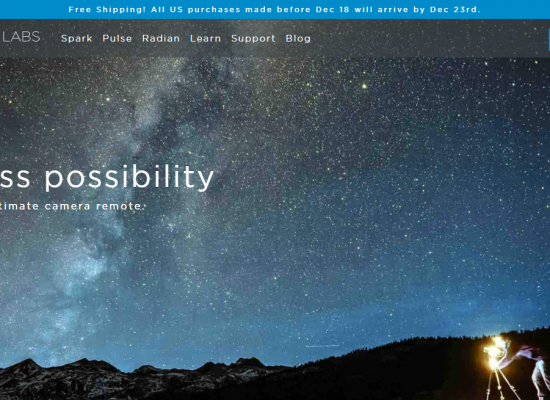 Free Shipping! All US purchases made before Dec 18 will arrive by Dec 23rd.
LABS Spark Pulse Radian Learn Support Blog
ss possibility
timate camera remote.